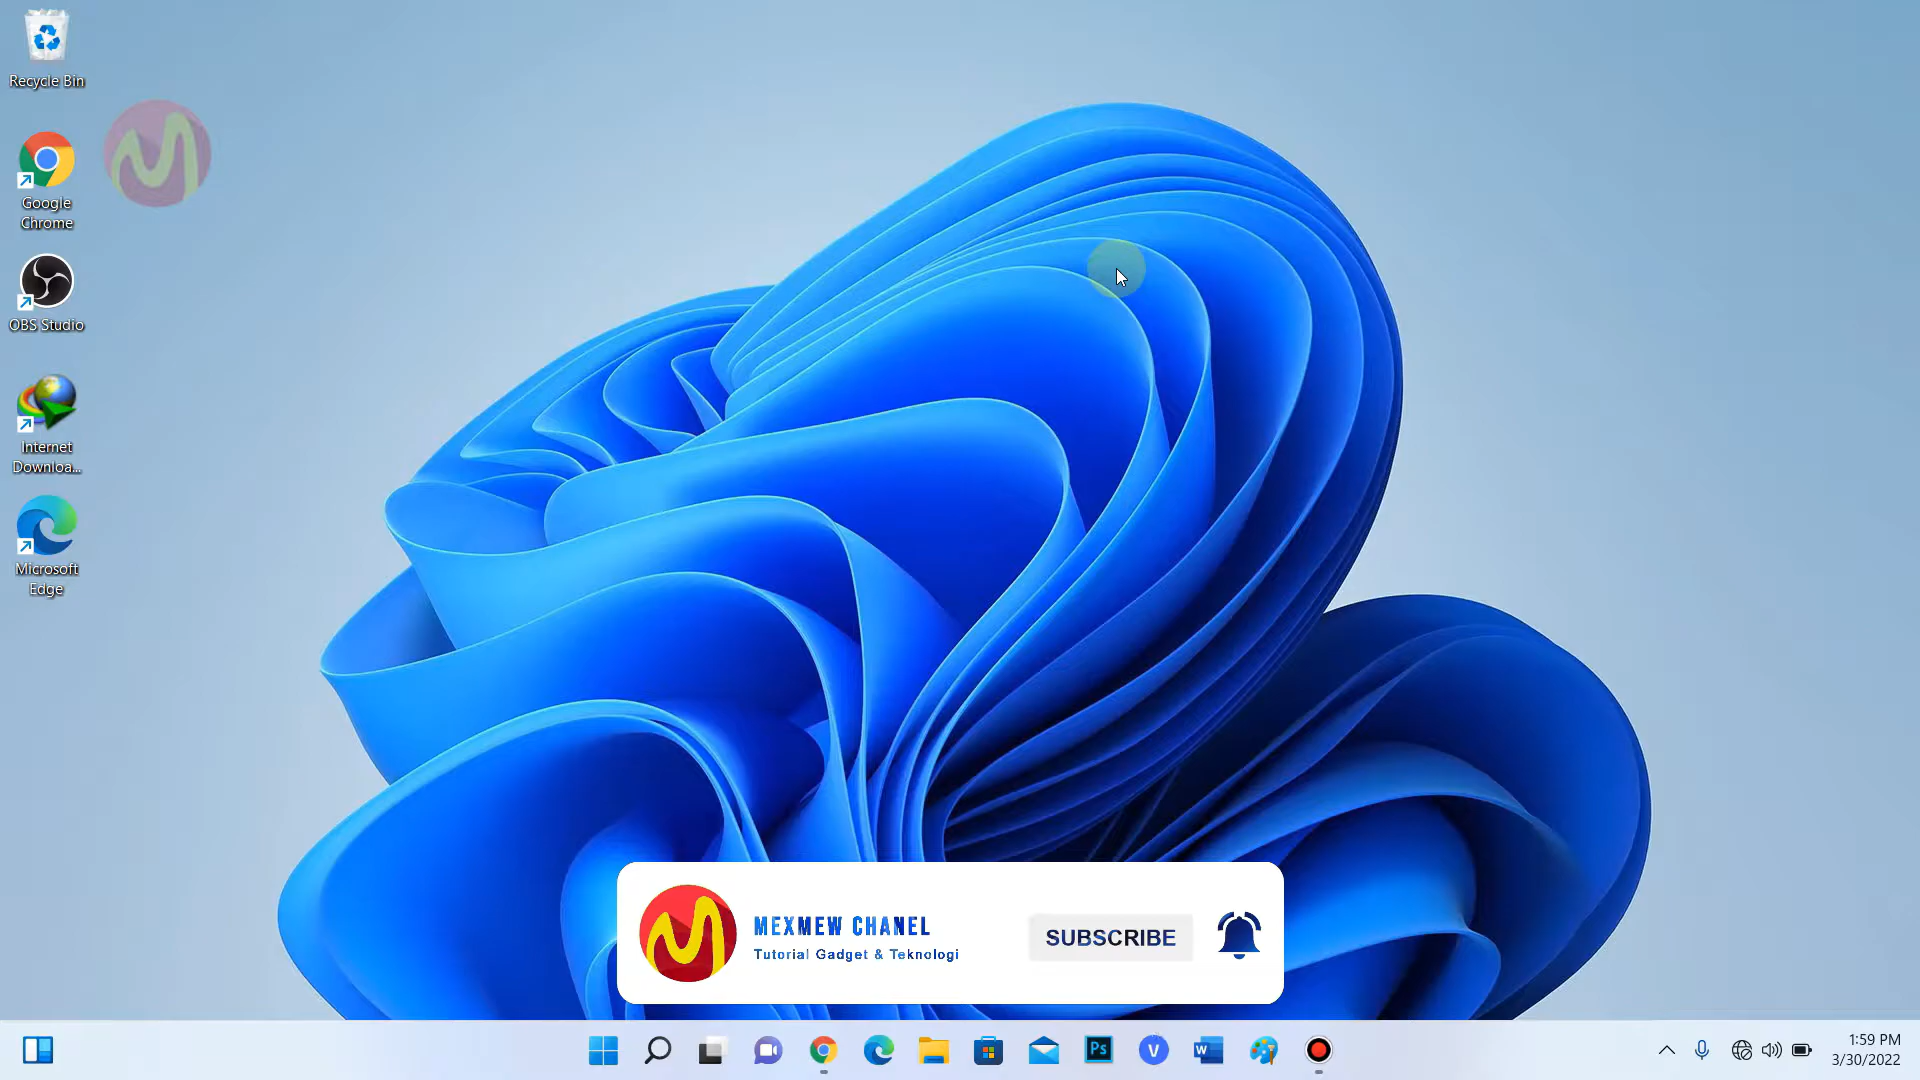 Recycle Bin
Google
Chrome
OBS Studio
Internet
Downloa...
Microsoft
Edge
MEXMEW CHANEL
Tutorial Gadget & Teknologi
SUBSCRIBE
Ps
V
W
1:59 PM
3/30/2022